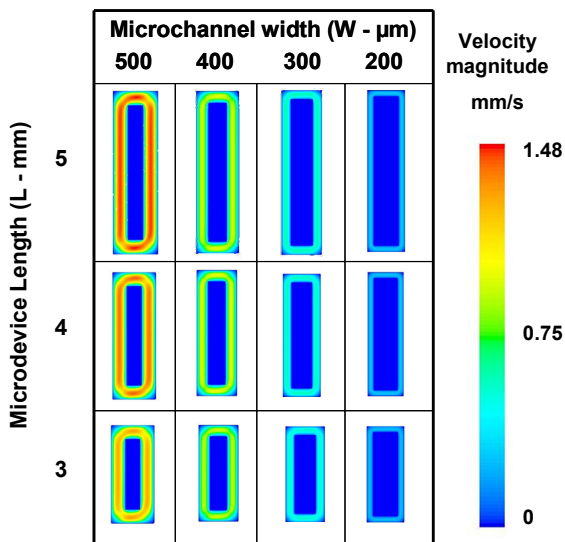 Microchannel width (W - µm)
500 400 300 200
Microdevice Length (L - mm)
5
4
3
Velocity
magnitude
mm/s
1.48
0.75
0